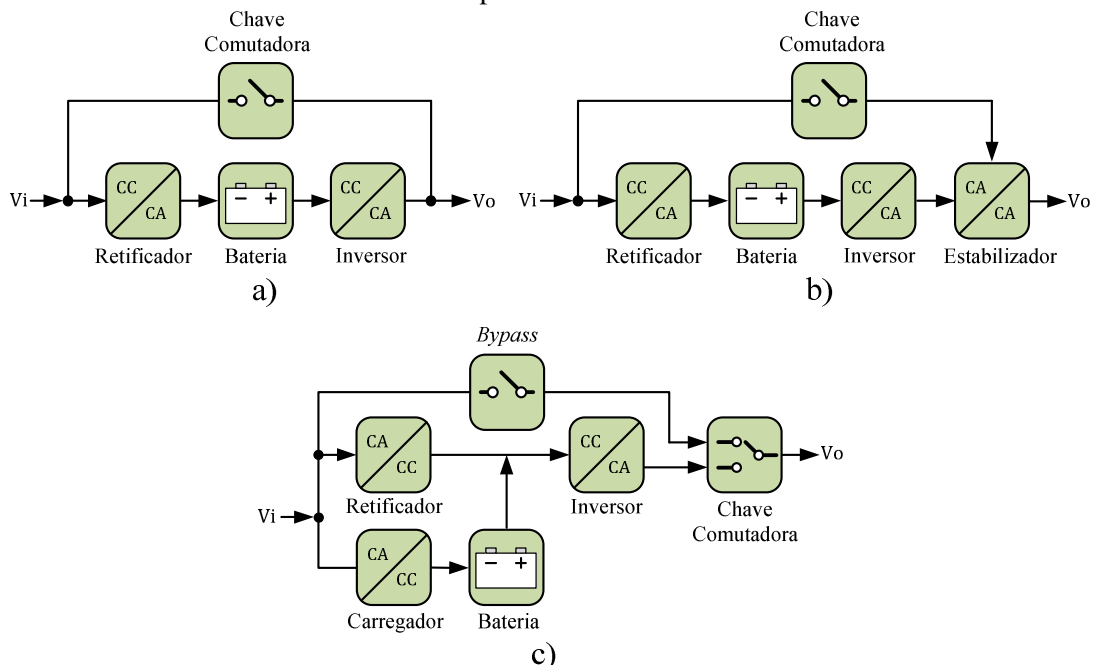 Chave
Comutadora
Vi
CC
CA
CC
CA
Vo
Retificador
Bateria
Inversor
a)
Chave
Comutadora
Vi
CC
CA
CC
CA
CA
CA
Vo
Retificador
Bateria
Inversor
Estabilizador
b)
Bypass
CA
CC
CC
CA
Vo
Retificador
Inversor
Chave
Comutadora
Vi
CA
CC
Carregador
Bateria
c)